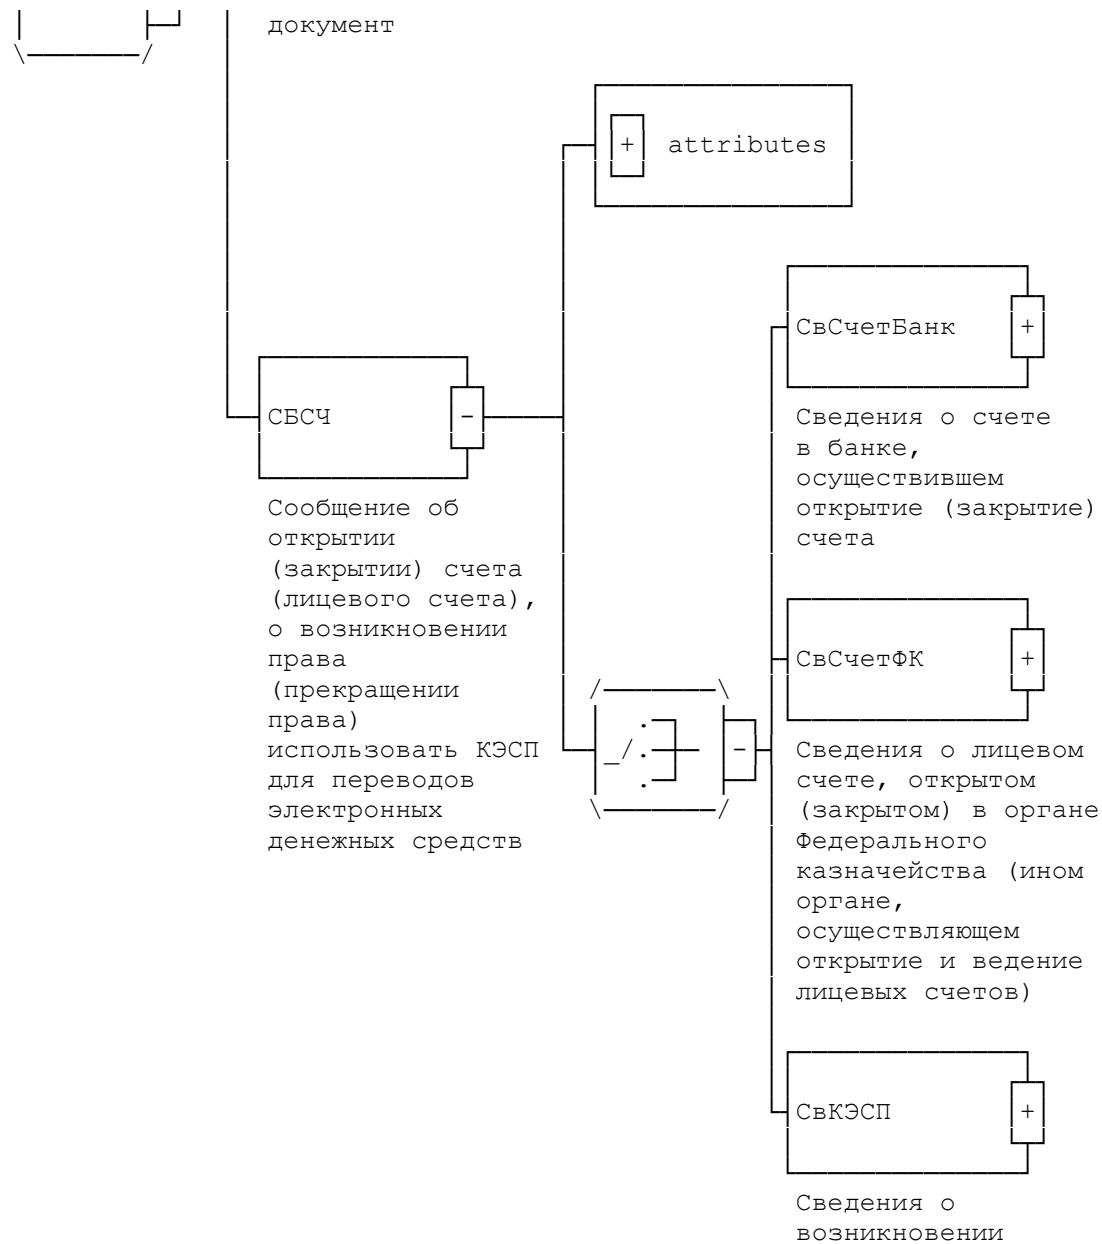 документ
+ attributes
СвСчетБанк +
СБСЧ -
Сведения о счете
в банке,
осуществившем
открытие (закрытие)
счета
Сообщение об
открытии
(закрытии) счета
(лицевого счета),
о возникновении
права
(прекращении
права)
использовать КЭСП
для переводов
электронных
денежных средств
СвСчетФК +
-
Сведения о лицевом
счете, открытом
(закрытом) в органе
Федерального
казначейства (ином
органе,
осуществляющем
открытие и ведение
лицевых счетов)
СвКЭСП +
Сведения о
возникновении